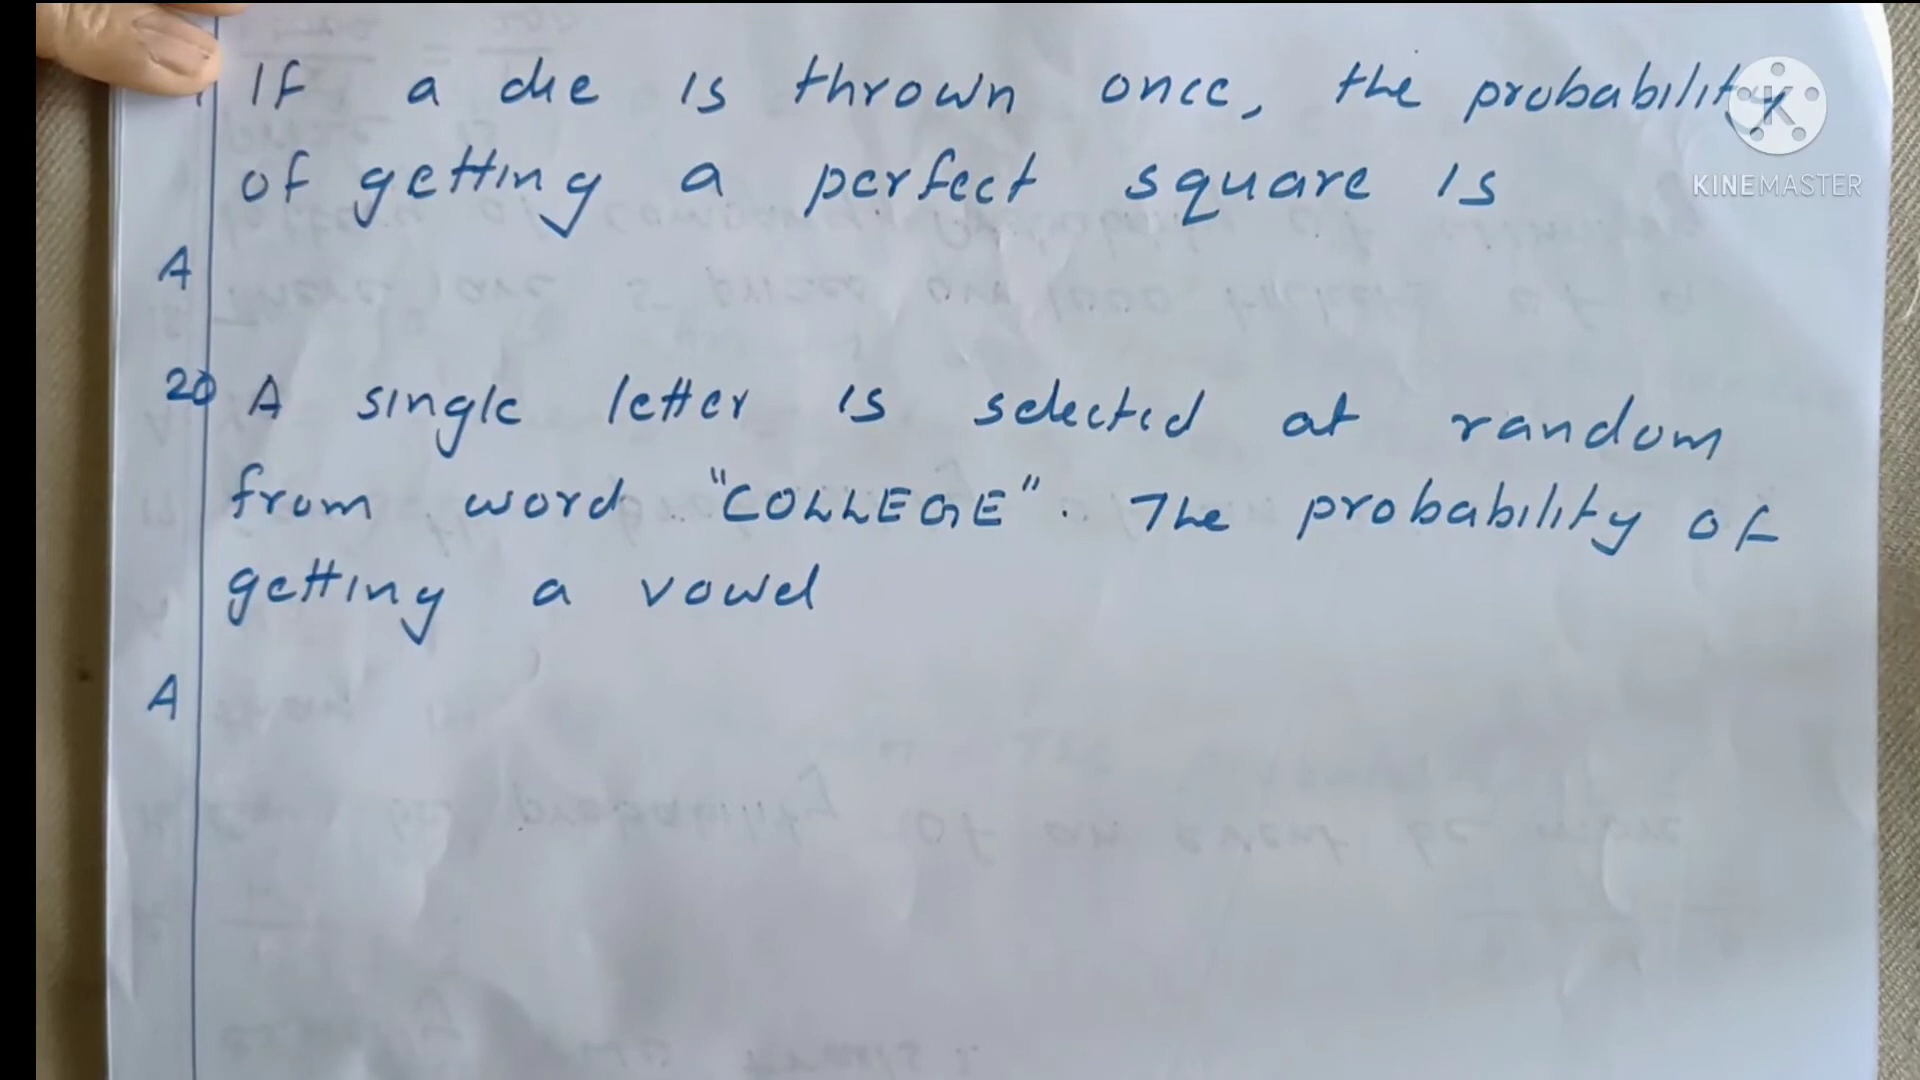 If a die is thrown once, the probability
of getting a perfect square is
A
20 A single letter is selected at random
from word "COLLEGE". The probability of
getting a vowel
A
K
KINEMASTER